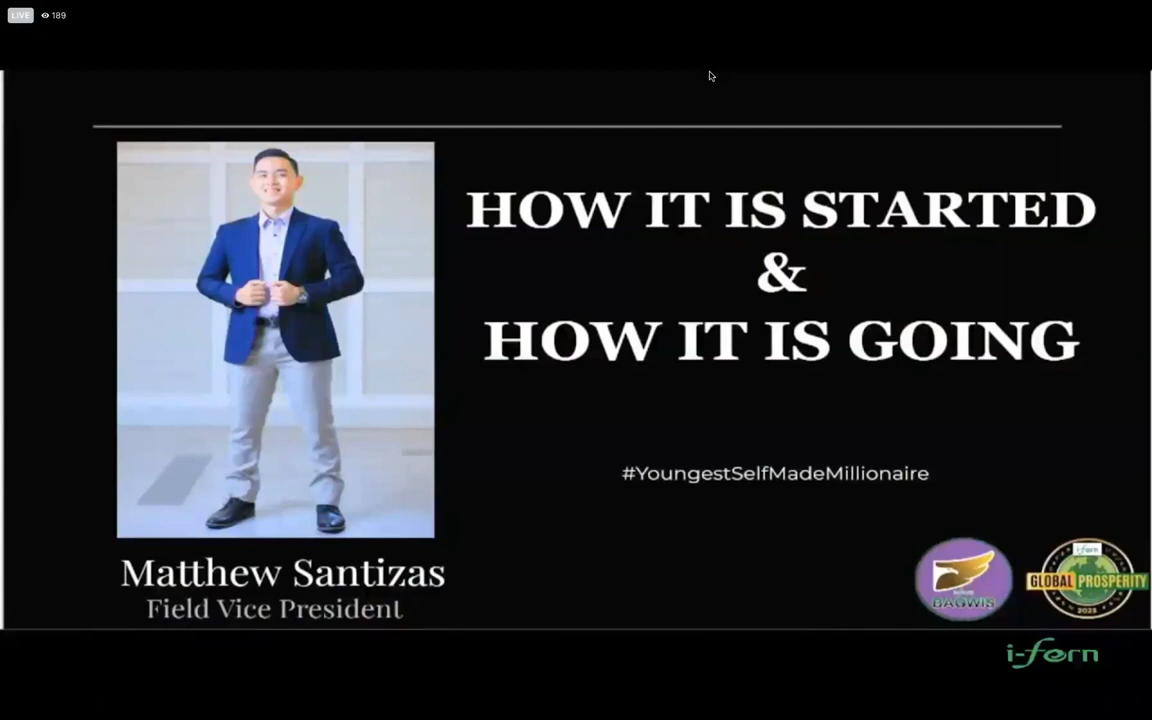 LIVE 189
HOW IT IS STARTED
&
HOW IT IS GOING
#YoungestSelfMadeMillionaire
Matthew Santizas
Field Vice President
BAGWIS
i-fern
GLOBAL PROSPERITY
i-fern